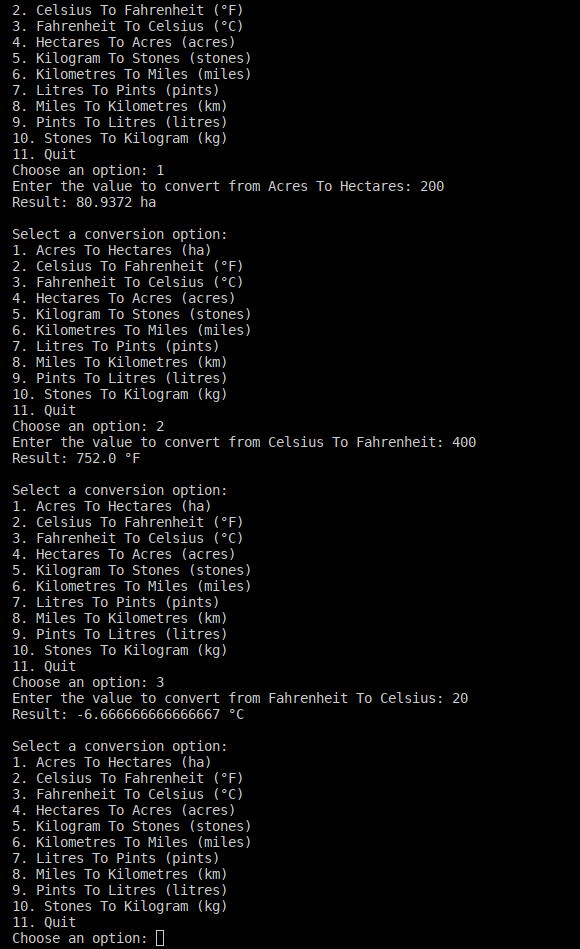 2. Celsius To Fahrenheit (°F)
3. Fahrenheit To Celsius (°C)
4. Hectares To Acres (acres)
5. Kilogram To Stones (stones)
6. Kilometres To Miles (miles)
7. Litres To Pints (pints)
8. Miles To Kilometres (km)
9. Pints To Litres (litres)
10. Stones To Kilogram (kg)
11. Quit
Choose an option: 1
Enter the value to convert from Acres To Hectares: 200
Result: 80.9372 ha

Select a conversion option:
1. Acres To Hectares (ha)
2. Celsius To Fahrenheit (°F)
3. Fahrenheit To Celsius (°C)
4. Hectares To Acres (acres)
5. Kilogram To Stones (stones)
6. Kilometres To Miles (miles)
7. Litres To Pints (pints)
8. Miles To Kilometres (km)
9. Pints To Litres (litres)
10. Stones To Kilogram (kg)
11. Quit
Choose an option: 2
Enter the value to convert from Celsius To Fahrenheit: 400
Result: 752.0 °F

Select a conversion option:
1. Acres To Hectares (ha)
2. Celsius To Fahrenheit (°F)
3. Fahrenheit To Celsius (°C)
4. Hectares To Acres (acres)
5. Kilogram To Stones (stones)
6. Kilometres To Miles (miles)
7. Litres To Pints (pints)
8. Miles To Kilometres (km)
9. Pints To Litres (litres)
10. Stones To Kilogram (kg)
11. Quit
Choose an option: 3
Enter the value to convert from Fahrenheit To Celsius: 20
Result: -6.666666666666667 °C

Select a conversion option:
1. Acres To Hectares (ha)
2. Celsius To Fahrenheit (°F)
3. Fahrenheit To Celsius (°C)
4. Hectares To Acres (acres)
5. Kilogram To Stones (stones)
6. Kilometres To Miles (miles)
7. Litres To Pints (pints)
8. Miles To Kilometres (km)
9. Pints To Litres (litres)
10. Stones To Kilogram (kg)
11. Quit
Choose an option: